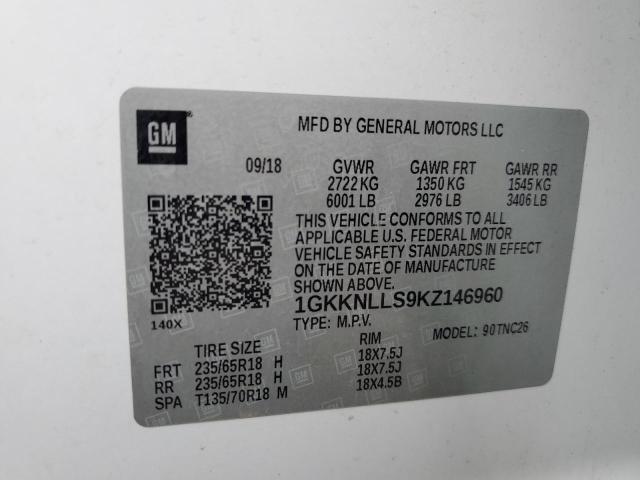 GM
MFD BY GENERAL MOTORS LLC
09/18 GVWR GAWR FRT GAWR RR
2722 KG 1350 KG 1545 KG
6001 LB 2976 LB 3406 LB
THIS VEHICLE CONFORMS TO ALL
APPLICABLE U.S. FEDERAL MOTOR
VEHICLE SAFETY STANDARDS IN EFFECT
ON THE DATE OF MANUFACTURE
SHOWN ABOVE.
1GKKNLLS9KZ146960
140X TYPE: M.P.V. MODEL: 90TNC26
TIRE SIZE RIM
FRT 235/65R18 H 18X7.5J
RR 235/65R18 H 18X7.5J
SPA T135/70R18 M 18X4.5B